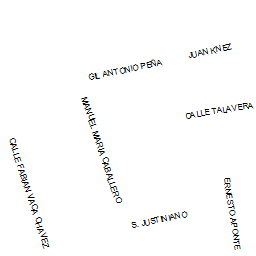 JUAN KNEZ
GIL ANTONIO PEÑA
CALLE TALAVERA
MANUEL MARIA CABALLERO
CALLE FABIAN VACA CHAVEZ
S. JUSTINIANO
ERNESTO APONTE